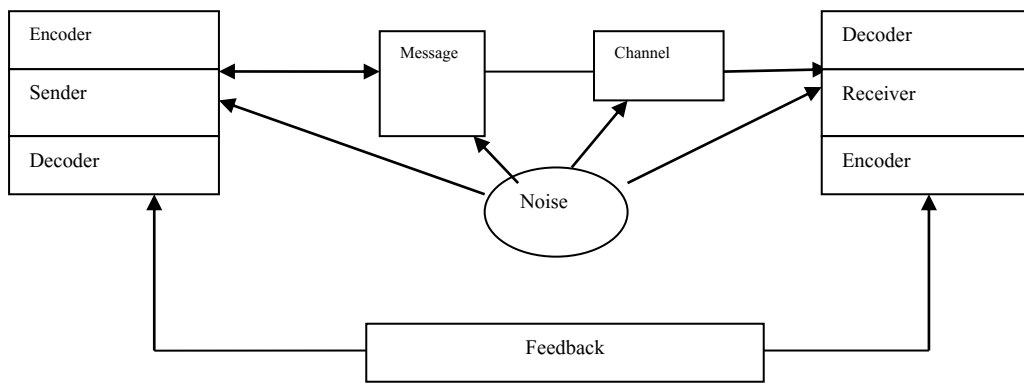 Encoder
Sender
Decoder
Message
Channel
Decoder
Receiver
Encoder
Noise
Feedback